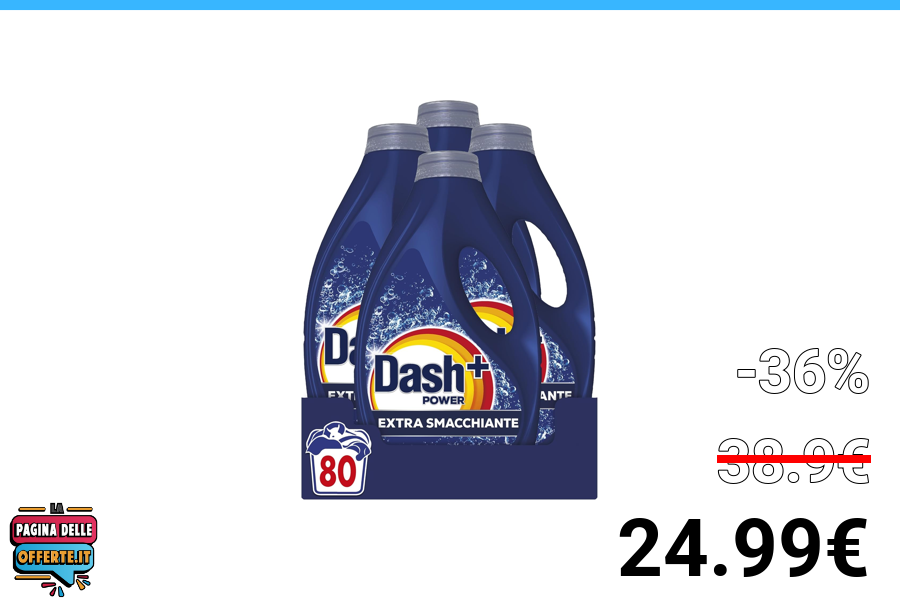 Dash+
POWER
EXTRA SMACCHIANTE
80
-36%
38.9€
24.99€
LA
PAGINA DELLE
OFFERTE.IT